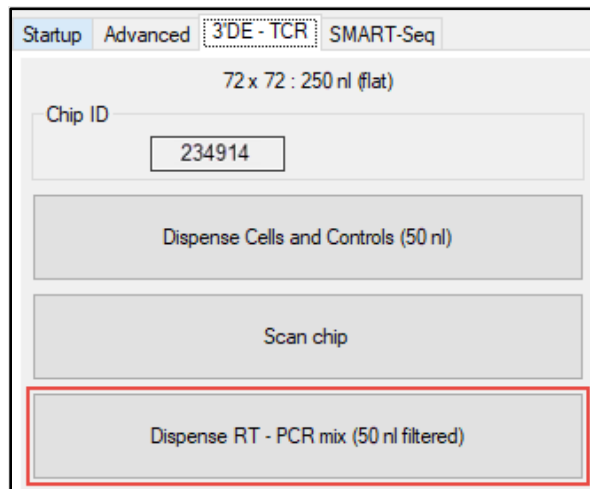 Startup Advanced 3'DE - TCR SMART-Seq
72 x 72 : 250 nl (flat)
Chip ID
234914
Dispense Cells and Controls (50 nl)
Scan chip
Dispense RT - PCR mix (50 nl filtered)